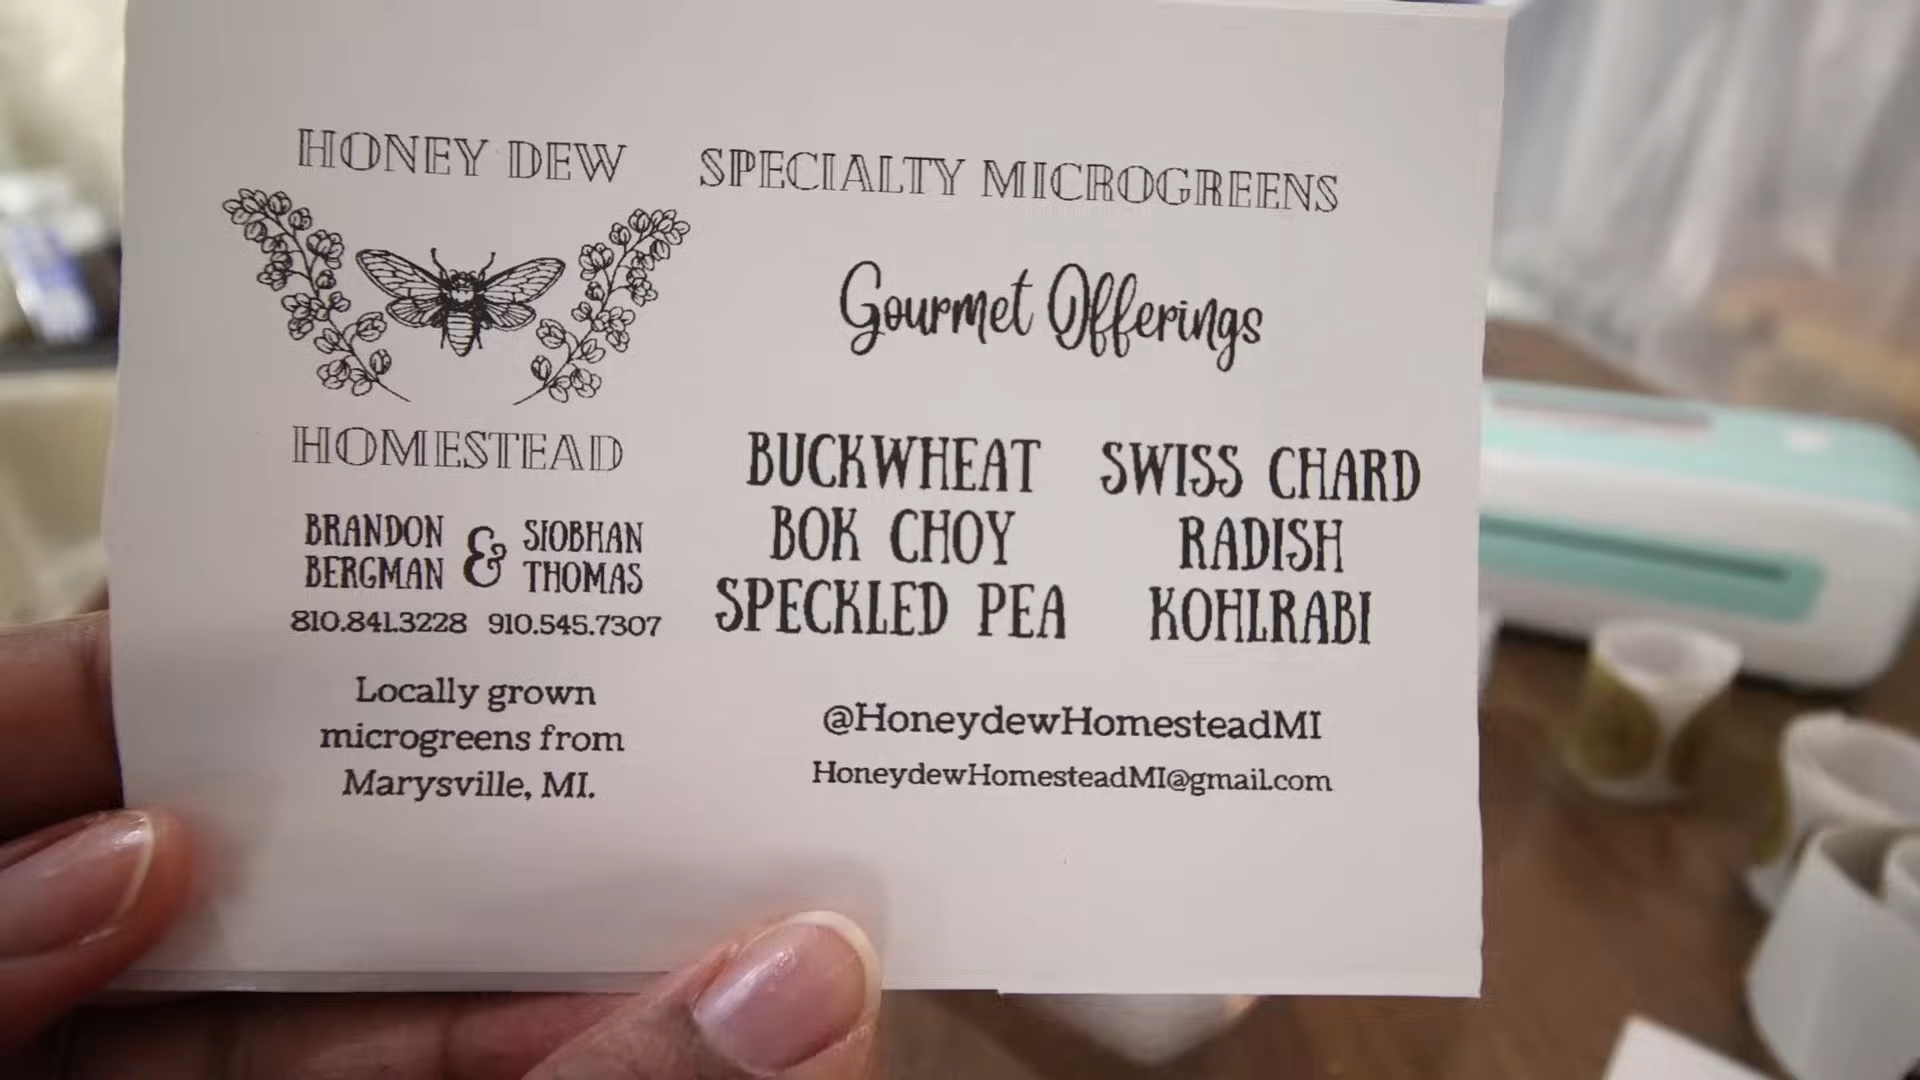 HONEY DEW
HOMESTEAD
BRANDON BERGMAN & SIOBHAN THOMAS
810.841.3228 910.545.7307
Locally grown
microgreens from
Marysville, MI.
SPECIALTY MICROGREENS
Gourmet Offerings
BUCKWHEAT SWISS CHARD
BOK CHOY RADISH
SPECKLED PEA KOHLRABI
@HoneydewHomesteadMI
HoneydewHomesteadMI@gmail.com